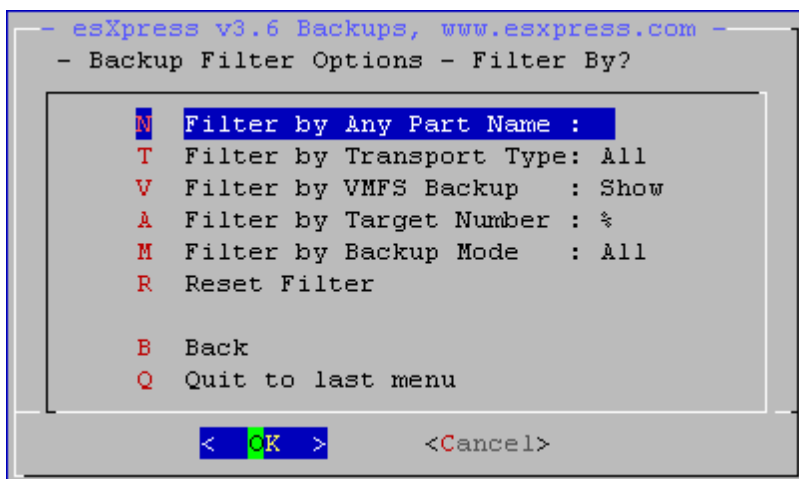 - esXpress v3.6 Backups, www.esxpress.com -
- Backup Filter Options - Filter By?
N Filter by Any Part Name :
T Filter by Transport Type: All
V Filter by VMFS Backup : Show
A Filter by Target Number : %
M Filter by Backup Mode : All
R Reset Filter
B Back
Q Quit to last menu
< OK > <Cancel>